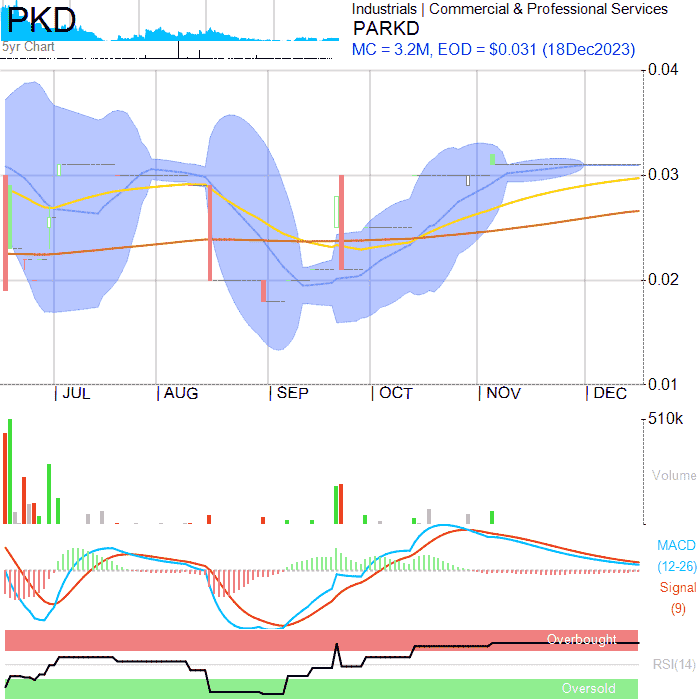 PKD
Industrials | Commercial & Professional Services
PARKD
5yr Chart
MC = 3.2M, EOD = $0.031 (18Dec2023)
0.04
0.03
0.02
0.01
| JUL | AUG | SEP | OCT | NOV | DEC
510k
Volume
MACD
(12-26)
Signal
(9)
Overbought
RSI(14)
Oversold